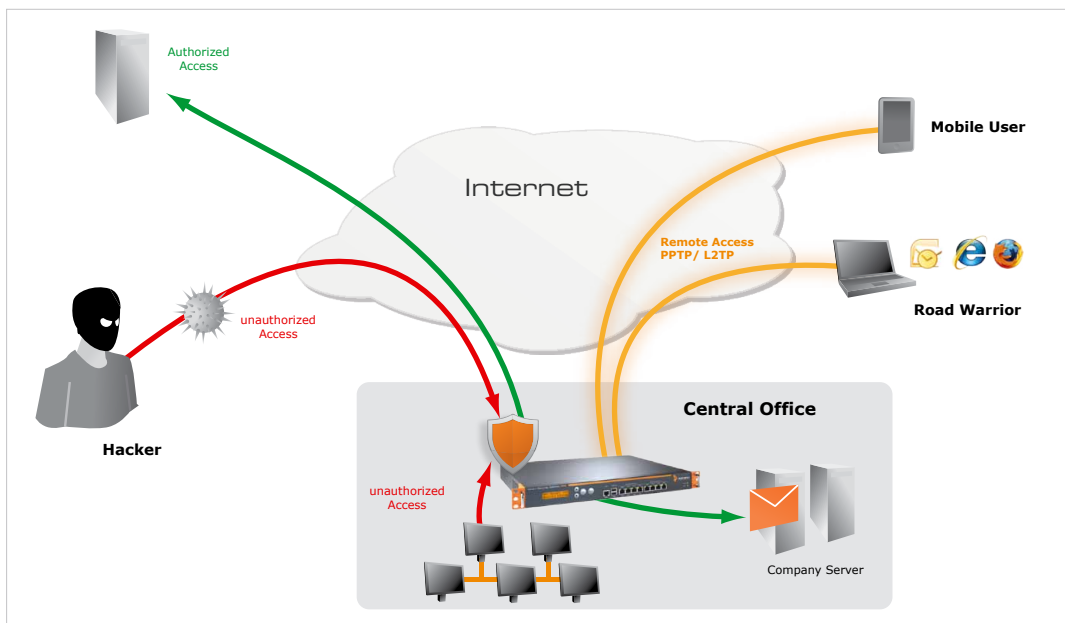 Authorized
Access
Mobile User
Internet
Remote Access
PPTP/ L2TP
Road Warrior
unauthorized
Access
Hacker
Central Office
unauthorized
Access
Company Server